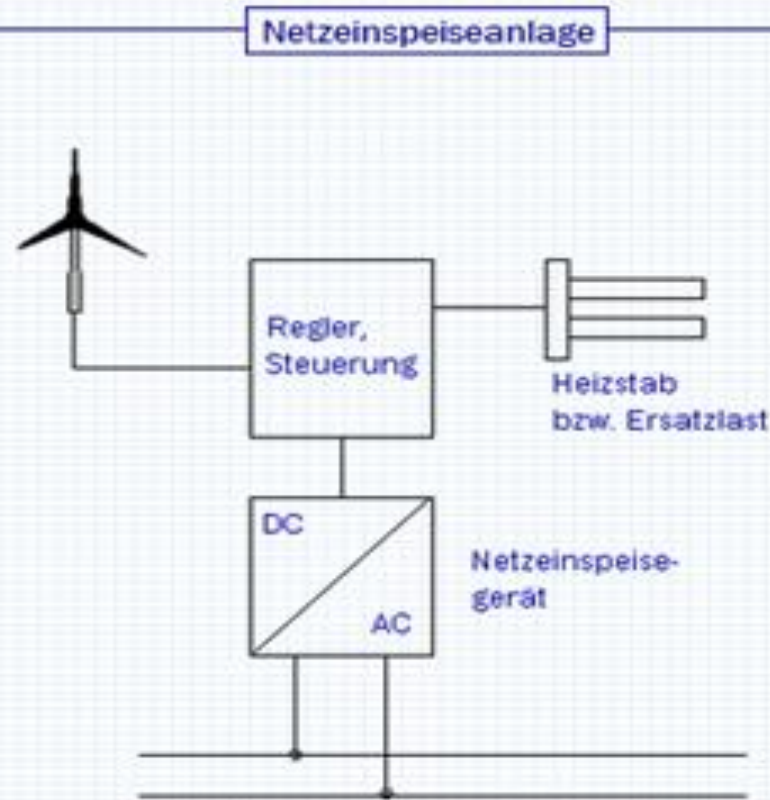 Netzeinspeiseanlage
Regler,
Steuerung
Heizstab
bzw. Ersatzlast
DC
AC
Netzeinspeise-
gerät